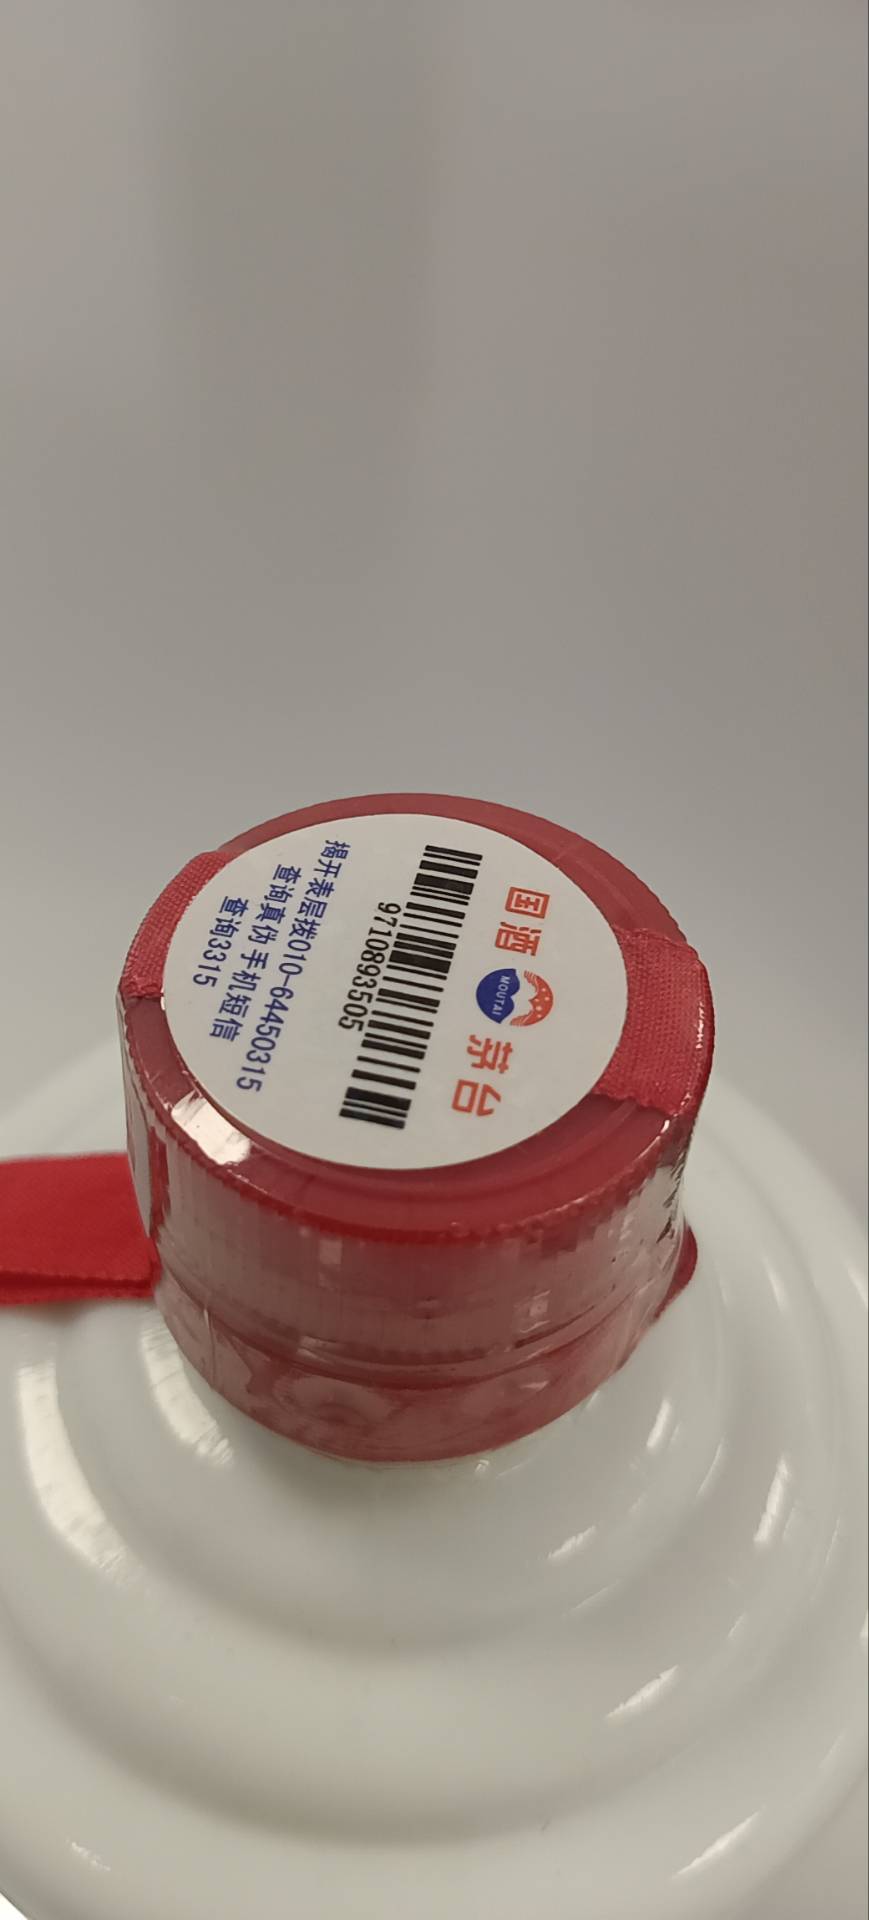 国酒 MOUTAI 茅台
9710893505
揭开表层拨010-64450315
查询真伪 手机短信
查询3315